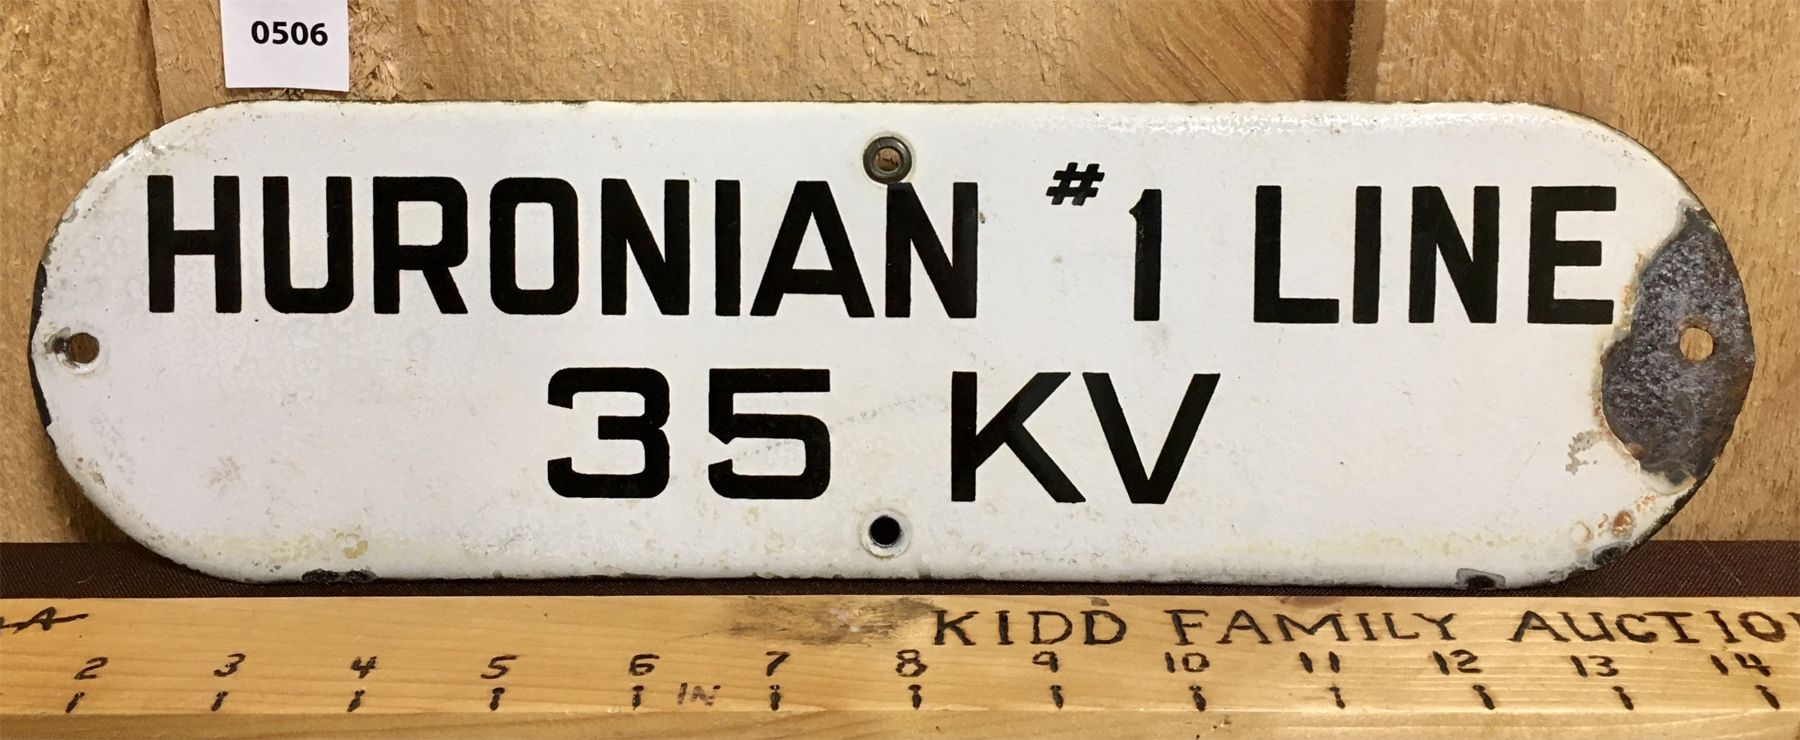 0506
HURONIAN #1 LINE
35 KV
KIDD FAMILY AUCTIO
2 3 4 5 6 7 8 9 10 11 12 13 14
IN